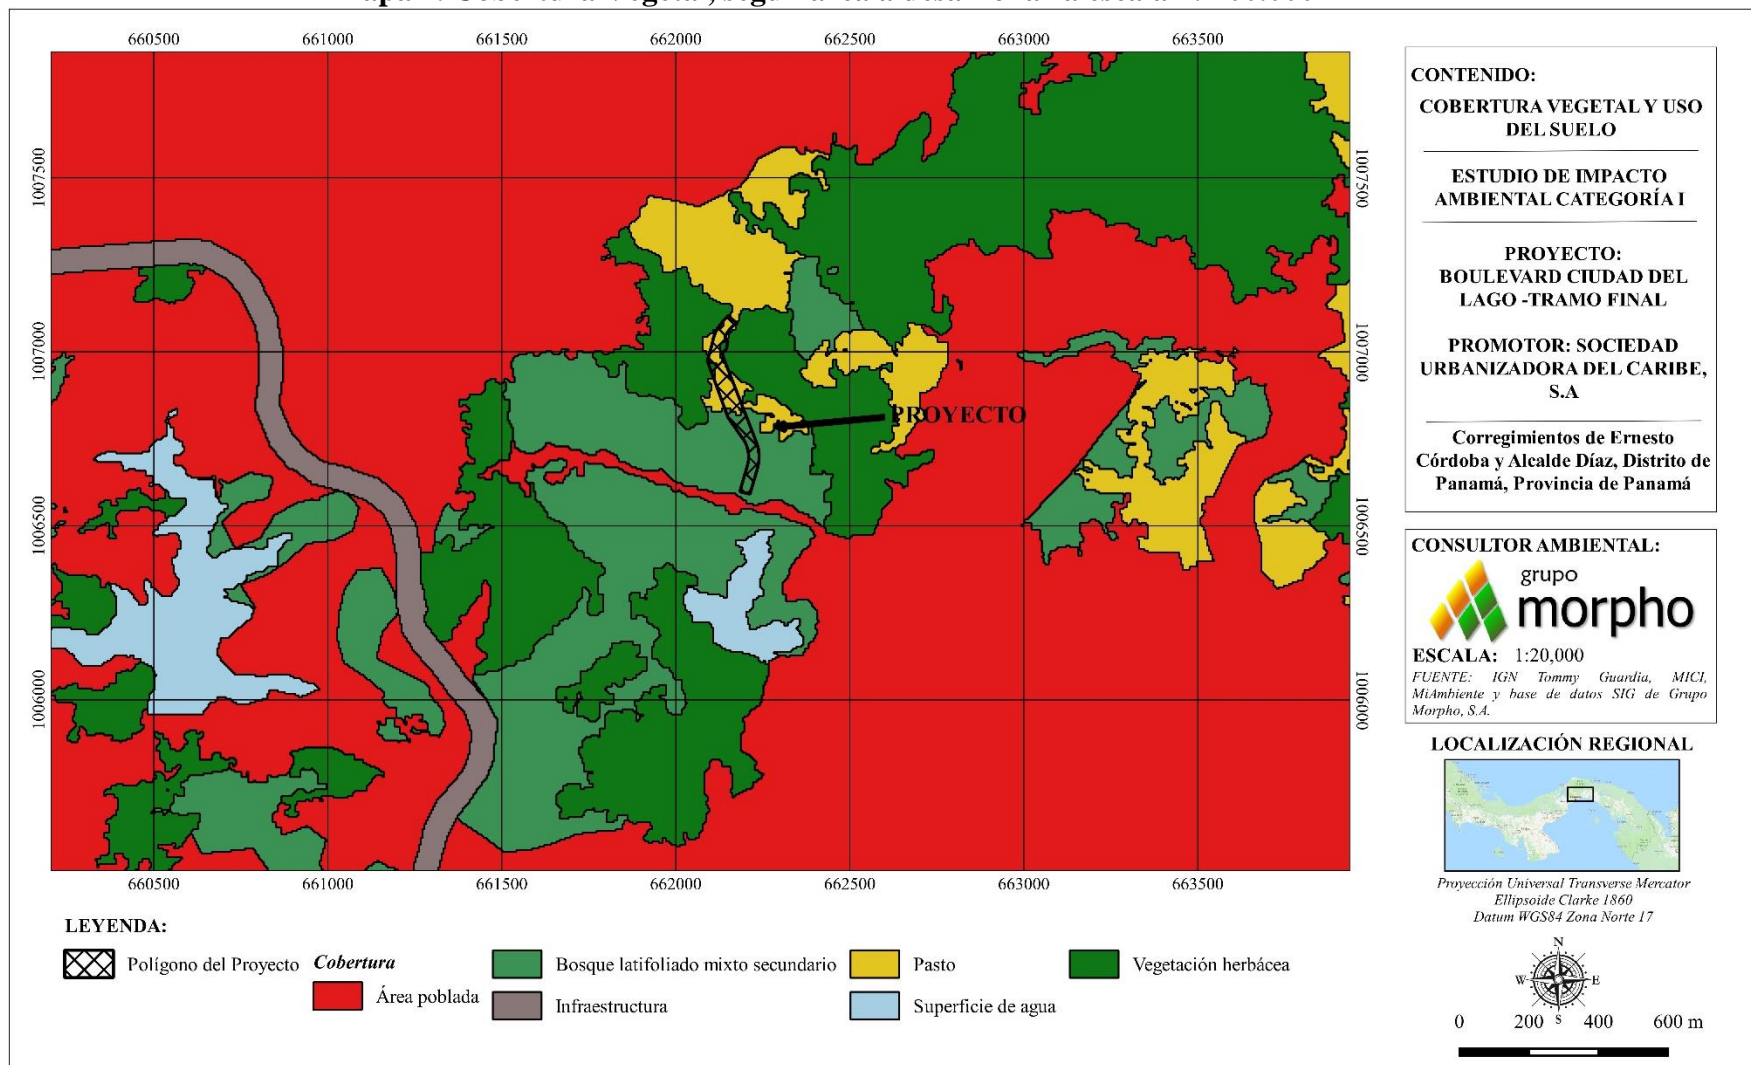 660500 661000 661500 662000 662500 663000 663500
1007500 1007500
1007000 1007000
PROYECTO
1006500 1006500
1006000 1006000
660500 661000 661500 662000 662500 663000 663500
LEYENDA:
Polígono del Proyecto
Cobertura
Área poblada
Bosque latifoliado mixto secundario
Infraestructura
Pasto
Superficie de agua
Vegetación herbácea
CONTENIDO:
COBERTURA VEGETAL Y USO
DEL SUELO
ESTUDIO DE IMPACTO
AMBIENTAL CATEGORÍA I
PROYECTO:
BOULEVARD CIUDAD DEL
LAGO -TRAMO FINAL
PROMOTOR: SOCIEDAD
URBANIZADORA DEL CARIBE,
S.A
Corregimientos de Ernesto
Córdoba y Alcalde Díaz, Distrito de
Panamá, Provincia de Panamá
CONSULTOR AMBIENTAL:
grupo
morpho
ESCALA: 1:20,000
FUENTE: IGN Tommy Guardia, MICI,
MiAmbiente y base de datos SIG de Grupo
Morpho, S.A.
LOCALIZACIÓN REGIONAL
Proyección Universal Transverse Mercator
Ellipsoide Clarke 1860
Datum WGS84 Zona Norte 17
N
W E
S
0 200 400 600 m